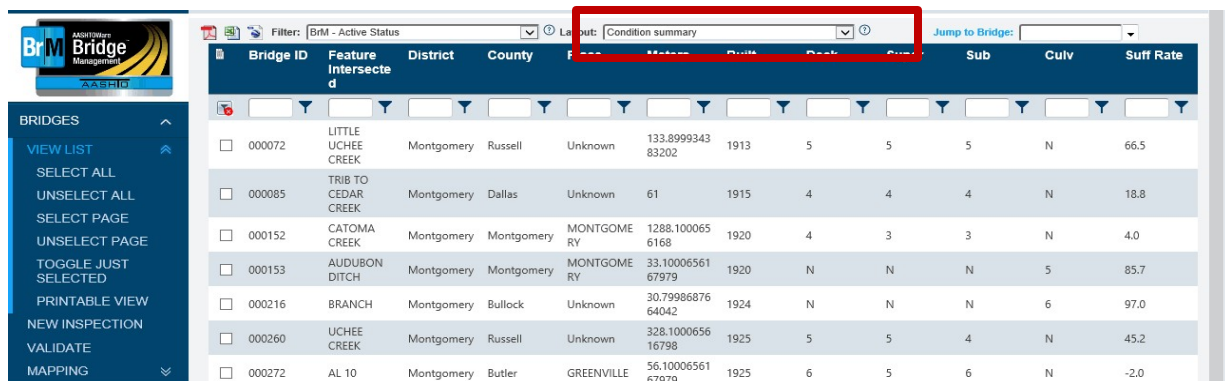 BrM
AASHTOWare
Bridge
Management
AASHTO
Filter: BrM - Active Status
Layout: Condition summary
Jump to Bridge:
Bridge ID Feature Intersecte d District County Meters Built Deck Sub Culv Suff Rate
BRIDGES
VIEW LIST
SELECT ALL
UNSELECT ALL
SELECT PAGE
UNSELECT PAGE
TOGGLE JUST
SELECTED
PRINTABLE VIEW
NEW INSPECTION
VALIDATE
MAPPING
000072 LITTLE UCHEE CREEK Montgomery Russell Unknown 133.8999343 83202 1913 5 5 5 N 66.5
000085 TRIB TO CEDAR CREEK Montgomery Dallas Unknown 61 1915 4 4 4 N 18.8
000152 CATOMA CREEK Montgomery Montgomery MONTGOME RY 1288.100065 6168 1920 4 3 3 N 4.0
000153 AUDUBON DITCH Montgomery Montgomery MONTGOME RY 33.10006561 67979 1920 N N N 5 85.7
000216 BRANCH Montgomery Bullock Unknown 30.79986876 64042 1924 N N N 6 97.0
000260 UCHEE CREEK Montgomery Russell Unknown 328.1000656 16798 1925 5 5 4 N 45.2
000272 AL 10 Montgomery Butler GREENVILLE 56.10006561 67979 1925 6 5 6 N -2.0